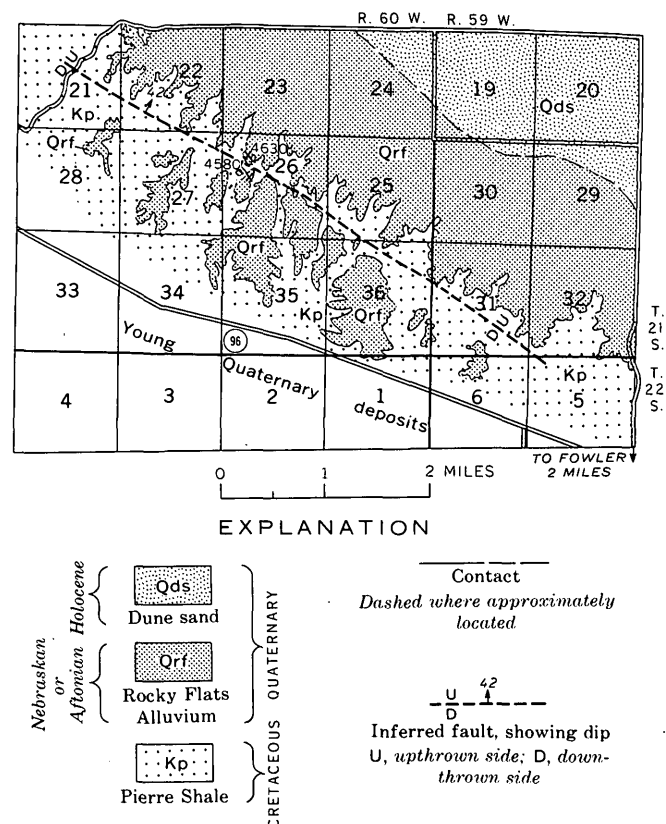 R. 60 W. R. 59 W.
D/U
21
22
23
24
19
20
Kp
42
Qds
Qrf
4630
4580
26
Qrf
28
27
25
30
29
Qrf
33
34
35
36
31
32
Kp
Qrf
D/U
T. 21 S.
Young
96
Kp
T. 22 S.
4
3
Quaternary
2
1
deposits
6
5
TO FOWLER
2 MILES
0 1 2 MILES
EXPLANATION
Holocene
Qds
Dune sand
Nebraskan
or
Aftonian
Qrf
Rocky Flats
Alluvium
QUATERNARY
Kp
Pierre Shale
CRETACEOUS
Contact
Dashed where approximately
located
U 42
D
Inferred fault, showing dip
U, upthrown side; D, down-
thrown side